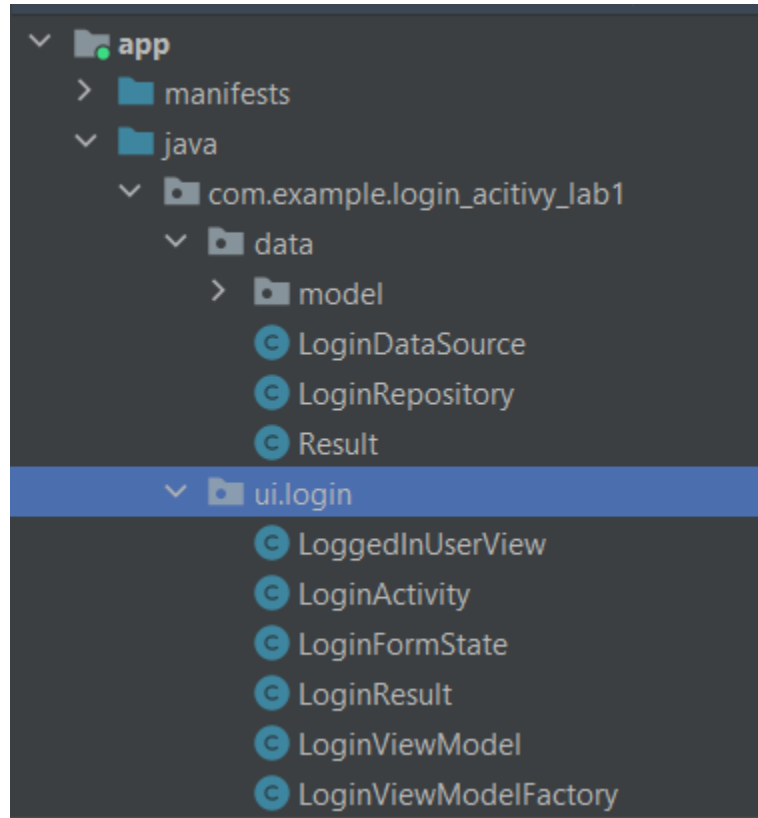 app
manifests
java
com.example.login_acitivy_lab1
data
model
LoginDataSource
LoginRepository
Result
ui.login
LoggedInUserView
LoginActivity
LoginFormState
LoginResult
LoginViewModel
LoginViewModelFactory